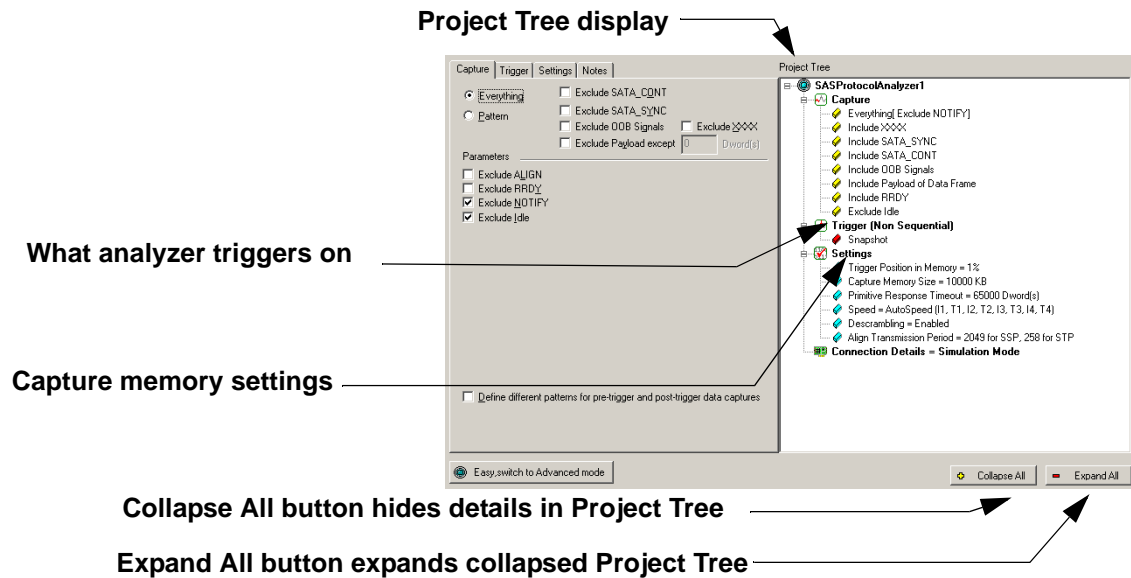 Project Tree display
Capture
Trigger
Settings
Notes
Everything
Pattern
Exclude SATA_CONT
Exclude SATA_SYNC
Exclude OOB Signals
Exclude XXXX
Exclude Payload except
0
Dword(s)
Parameters
Exclude ALIGN
Exclude RRDY
Exclude NOTIFY
Exclude Idle
Define different patterns for pre-trigger and post-trigger data captures
Easy,switch to Advanced mode
Project Tree
SASProtocolAnalyzer1
Capture
Everything[ Exclude NOTIFY]
Include XXXX
Include SATA_SYNC
Include SATA_CONT
Include OOB Signals
Include Payload of Data Frame
Include RRDY
Exclude Idle
Trigger (Non Sequential)
Snapshot
Settings
Trigger Position in Memory = 1%
Capture Memory Size = 10000 KB
Primitive Response Timeout = 65000 Dword(s)
Speed = AutoSpeed (I1, T1, I2, T2, I3, T3, I4, T4)
Descrambling = Enabled
Align Transmission Period = 2049 for SSP, 258 for STP
Connection Details = Simulation Mode
Collapse All
Expand All
What analyzer triggers on
Capture memory settings
Collapse All button hides details in Project Tree
Expand All button expands collapsed Project Tree